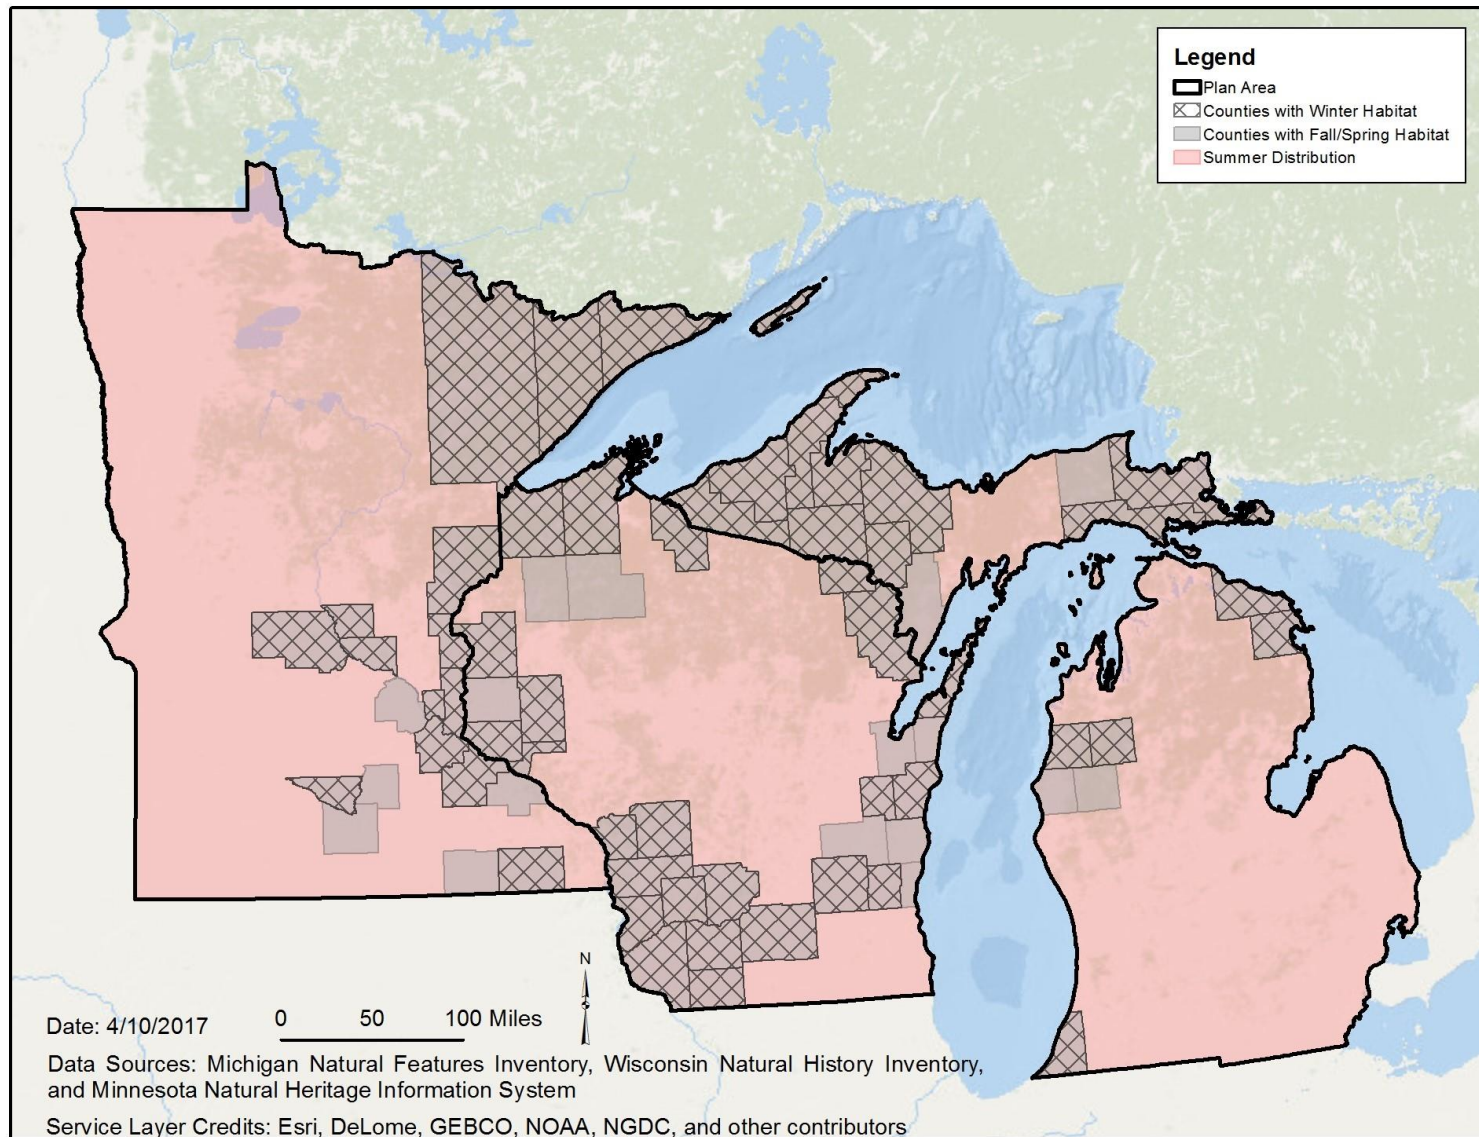 Legend
Plan Area
Counties with Winter Habitat
Counties with Fall/Spring Habitat
Summer Distribution
N
Date: 4/10/2017
0 50 100 Miles
Data Sources: Michigan Natural Features Inventory, Wisconsin Natural History Inventory,
and Minnesota Natural Heritage Information System
Service Layer Credits: Esri, DeLome, GEBCO, NOAA, NGDC, and other contributors